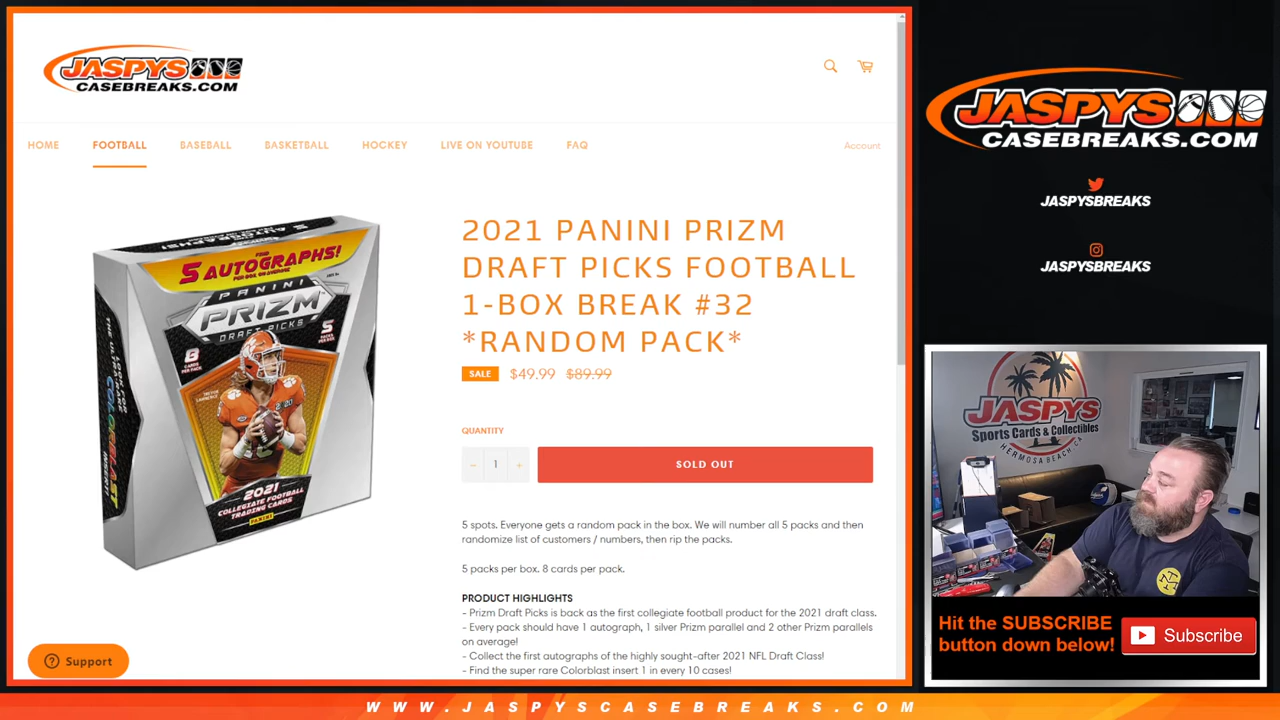 JASPYS
CASEBREAKS.COM
HOME
FOOTBALL
BASEBALL
BASKETBALL
HOCKEY
LIVE ON YOUTUBE
FAQ
Account
5 AUTOGRAPHS!
PANINI
PRIZM
DRAFT PICKS
8
5
2021
COLLEGIATE FOOTBALL
TRADING CARDS
PANINI
COLORBLAST
2021 PANINI PRIZM
DRAFT PICKS FOOTBALL
1-BOX BREAK #32
*RANDOM PACK*
SALE
$49.99
$89.99
QUANTITY
− 1 +
SOLD OUT
5 spots. Everyone gets a random pack in the box. We will number all 5 packs and then
randomize list of customers / numbers, then rip the packs.
5 packs per box. 8 cards per pack.
PRODUCT HIGHLIGHTS
- Prizm Draft Picks is back as the first collegiate football product for the 2021 draft class.
- Every pack should have 1 autograph, 1 silver Prizm parallel and 2 other Prizm parallels
on average!
- Collect the first autographs of the highly sought-after 2021 NFL Draft Class!
- Find the super rare Colorblast insert 1 in every 10 cases!
Support
JASPYS
CASEBREAKS.COM
JASPYSBREAKS
JASPYSBREAKS
JASPYS
Sports Cards & Collectibles
HERMOSA BEACH, CA
Hit the SUBSCRIBE
button down below!
Subscribe
WWW.JASPYSCASEBREAKS.COM